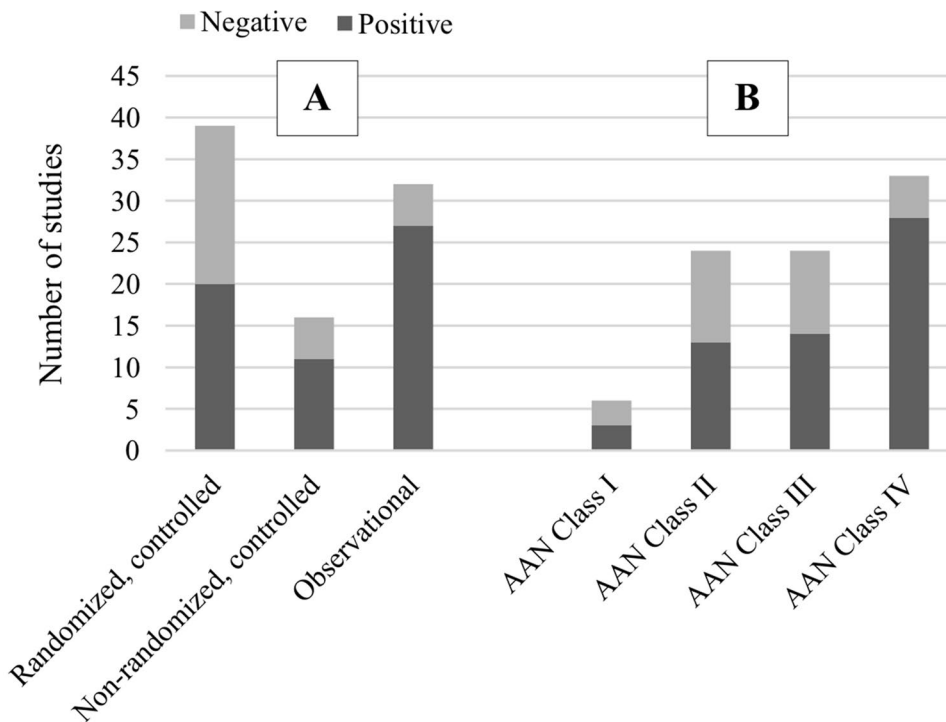 Negative Positive
A
B
Number of studies
45
40
35
30
25
20
15
10
5
0
Randomized, controlled
Non-randomized, controlled
Observational
AAN Class I
AAN Class II
AAN Class III
AAN Class IV